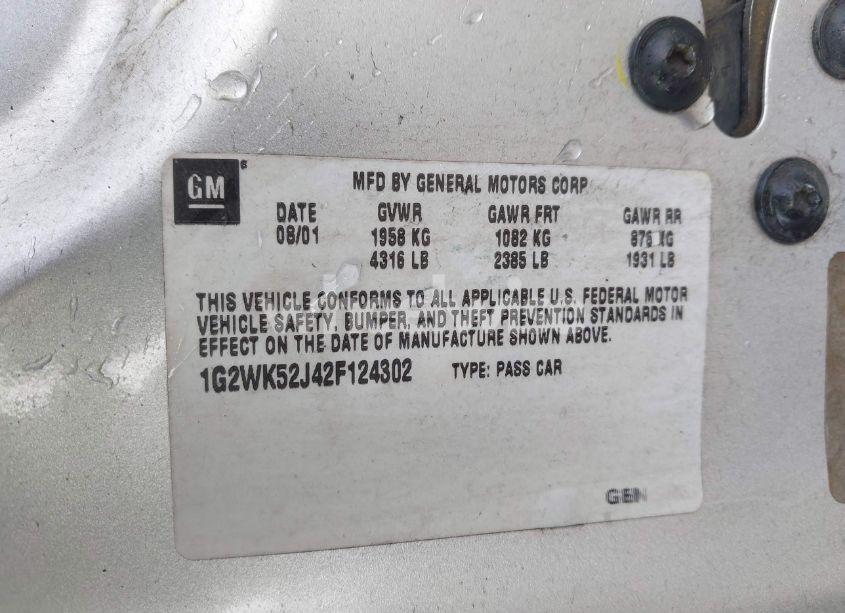 GM
MFD BY GENERAL MOTORS CORP
DATE GVWR GAWR FRT GAWR RR
08/01 1958 KG 1082 KG 876 KG
4316 LB 2385 LB 1931 LB
THIS VEHICLE CONFORMS TO ALL APPLICABLE U.S. FEDERAL MOTOR
VEHICLE SAFETY, BUMPER, AND THEFT PREVENTION STANDARDS IN
EFFECT ON THE DATE OF MANUFACTURE SHOWN ABOVE.
1G2WK52J42F124302 TYPE: PASS CAR
GEN